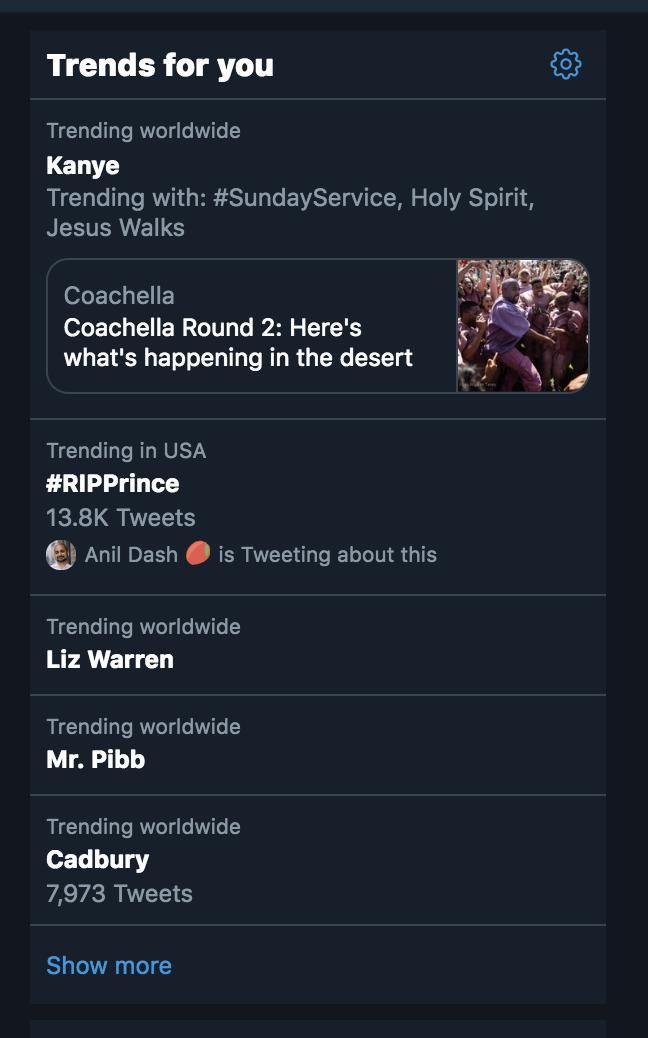 Trends for you
Trending worldwide
Kanye
Trending with: #SundayService, Holy Spirit,
Jesus Walks
Coachella
Coachella Round 2: Here's
what's happening in the desert
Trending in USA
#RIPPrince
13.8K Tweets
Anil Dash 🥭 is Tweeting about this
Trending worldwide
Liz Warren
Trending worldwide
Mr. Pibb
Trending worldwide
Cadbury
7,973 Tweets
Show more